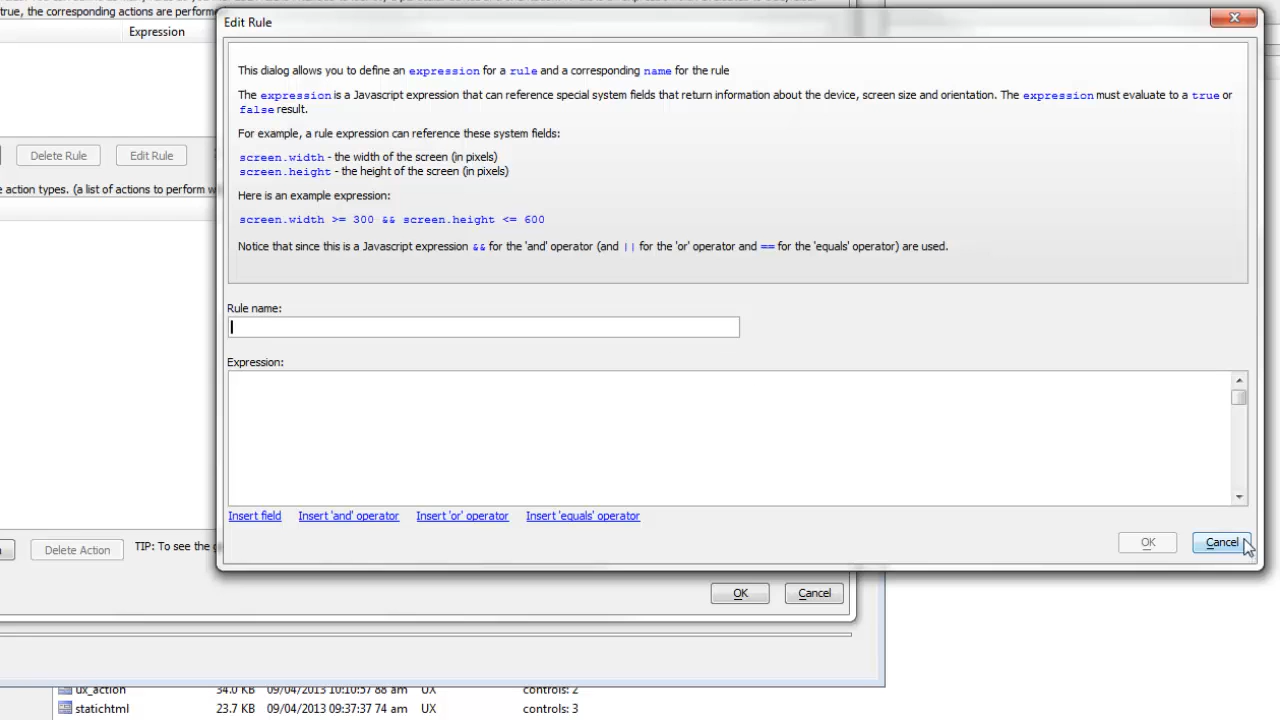 true, the corresponding actions are perform
Edit Rule
Expression
This dialog allows you to define an expression for a rule and a corresponding name for the rule
The expression is a Javascript expression that can reference special system fields that return information about the device, screen size and orientation. The expression must evaluate to a true or
false result.
For example, a rule expression can reference these system fields:
Delete Rule
Edit Rule
screen.width - the width of the screen (in pixels)
screen.height - the height of the screen (in pixels)
e action types. (a list of actions to perform w
Here is an example expression:
screen.width >= 300 && screen.height <= 600
Notice that since this is a Javascript expression && for the 'and' operator (and || for the 'or' operator and == for the 'equals' operator) are used.
Rule name:
Expression:
Insert field Insert 'and' operator Insert 'or' operator Insert 'equals' operator
OK Cancel
Delete Action TIP: To see the
OK Cancel
ux_action 34.0 KB 09/04/2013 10:10:37 88 am UX controls: 2
statichtml 23.7 KB 09/04/2013 09:37:37 74 am UX controls: 3